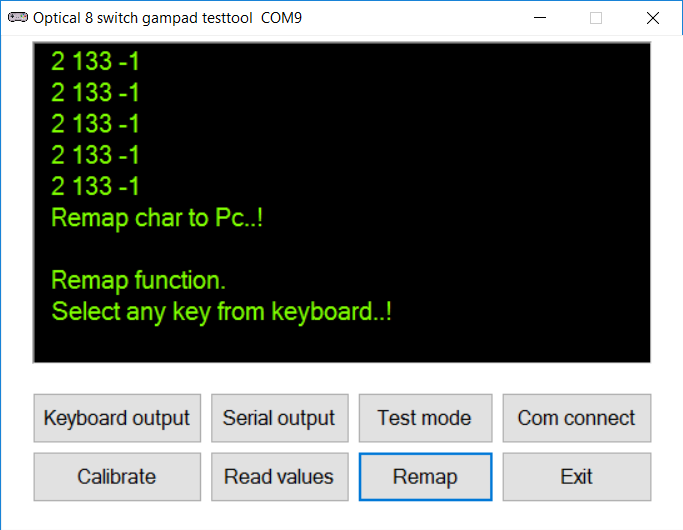 Optical 8 switch gampad testtool COM9
2 133 -1
2 133 -1
2 133 -1
2 133 -1
2 133 -1
Remap char to Pc..!
Remap function.
Select any key from keyboard..!
Keyboard output
Serial output
Test mode
Com connect
Calibrate
Read values
Remap
Exit